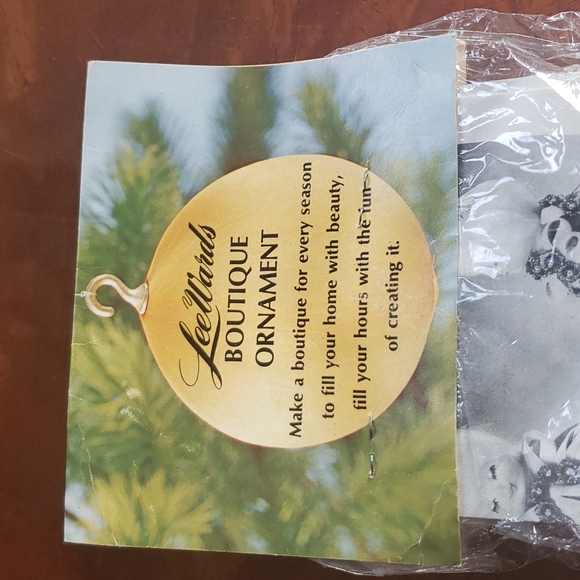 LeeWards
BOUTIQUE
ORNAMENT
Make a boutique for every season
to fill your home with beauty,
fill your hours with the fun
of creating it.